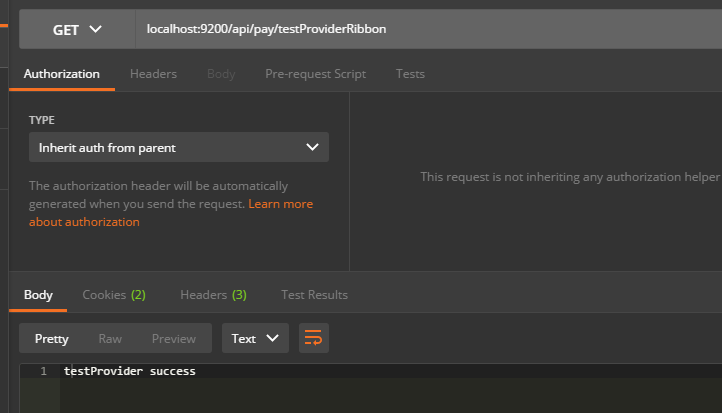 GET
localhost:9200/api/pay/testProviderRibbon
Authorization Headers Body Pre-request Script Tests
TYPE
Inherit auth from parent
The authorization header will be automatically
generated when you send the request. Learn more
about authorization
This request is not inheriting any authorization helper
Body Cookies (2) Headers (3) Test Results
Pretty Raw Preview Text
1 testProvider success